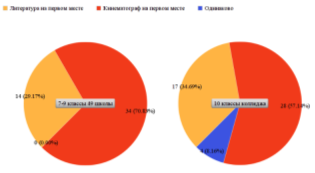 Литература на первом месте
Кинематограф на первом месте
Одинаково
14 (29.17%)
34 (70.83%)
0 (0.00%)
7-9 классы 49 школы
17 (34.69%)
28 (57.14%)
4 (8.16%)
10 классы колледжа